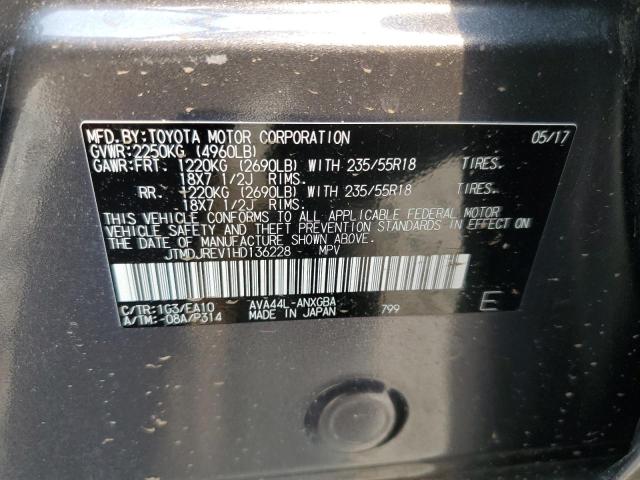 MFD.BY:TOYOTA MOTOR CORPORATION 05/17
GVWR:2250KG (4960LB)
GAWR:FRT. 1220KG (2690LB) WITH 235/55R18 TIRES.
18X7 1/2J RIMS.
RR. 1220KG (2690LB) WITH 235/55R18 TIRES.
18X7 1/2J RIMS.
THIS VEHICLE CONFORMS TO ALL APPLICABLE FEDERAL MOTOR
VEHICLE SAFETY AND THEFT PREVENTION STANDARDS IN EFFECT ON
THE DATE OF MANUFACTURE SHOWN ABOVE.
JTMDJREV1HD136228 MPV
C/TR:1G3/EA10 AVA44L-ANXGBA
A/TM:-08A/P314 MADE IN JAPAN 799 E